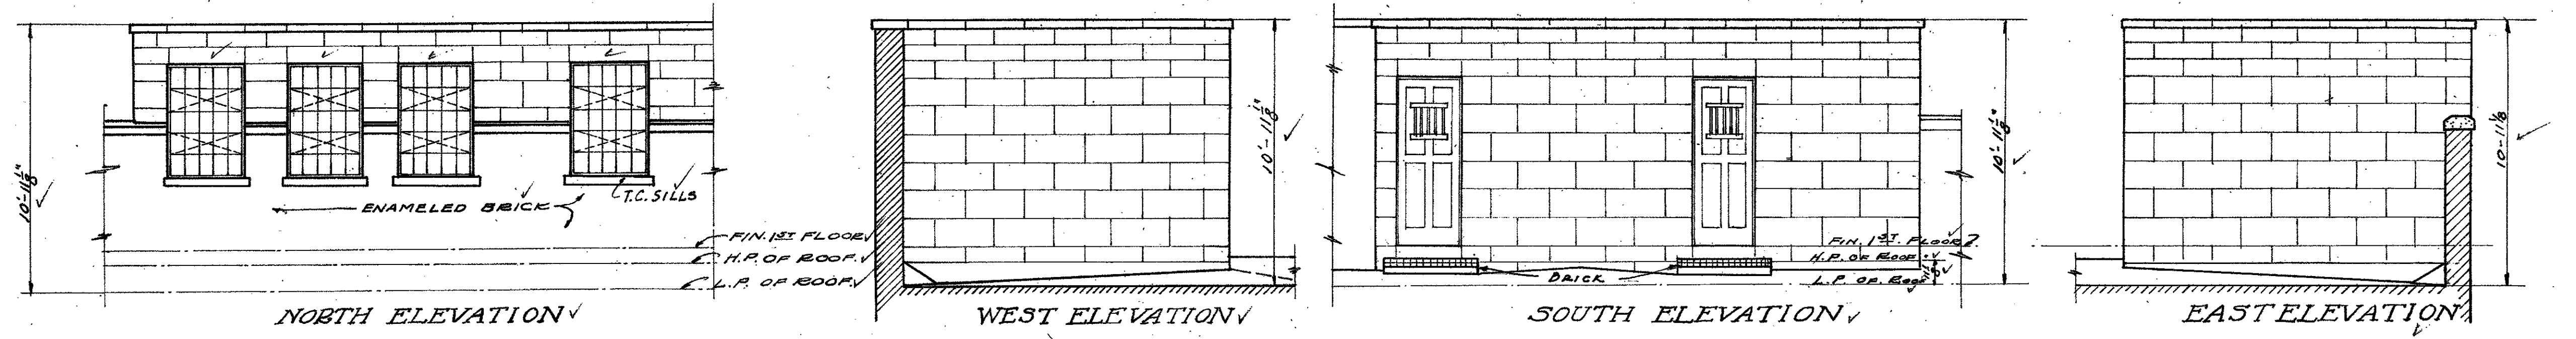 10'-11⅛"
ENAMELED BRICK
T.C. SILLS
FIN. 1ST FLOOR
H.P. OF ROOF.
L.P. OF ROOF.
NORTH ELEVATION
10'-11⅛"
WEST ELEVATION
BRICK
FIN. 1ST. FLOOR
H.P. OF ROOF.
L.P. OF ROOF
10'-11⅛"
SOUTH ELEVATION
10-11⅛
EAST ELEVATION